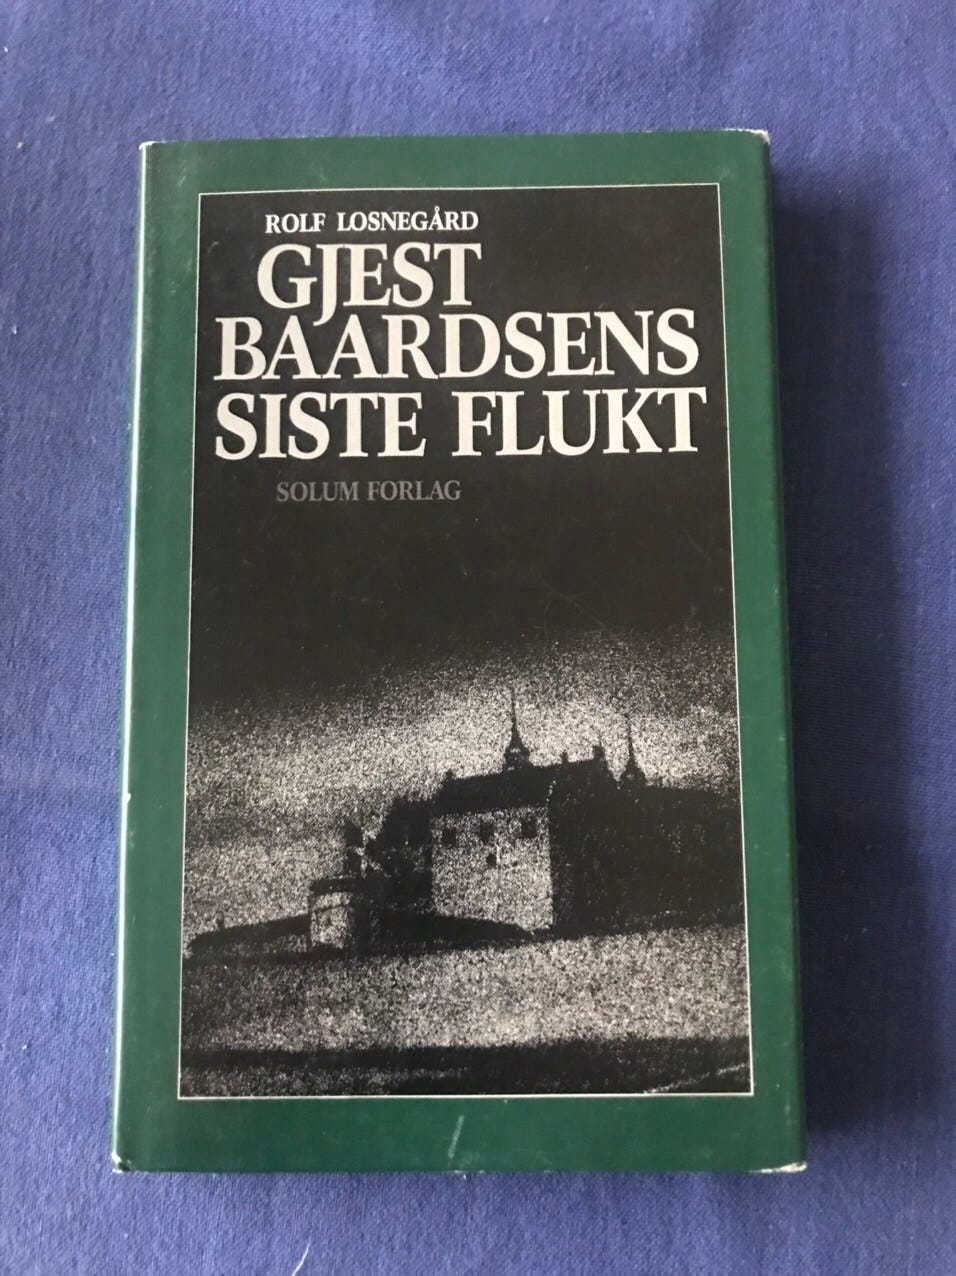 ROLF LOSNEGÅRD
GJEST
BAARDSENS
SISTE FLUKT
SOLUM FORLAG